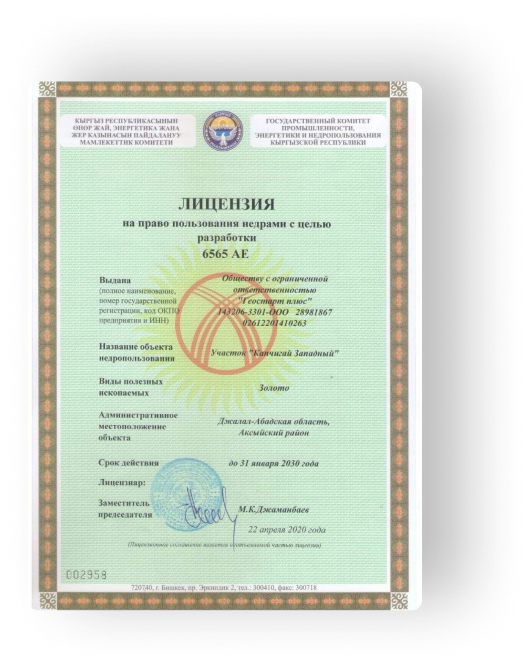 КЫРГЫЗ РЕСПУБЛИКАСЫНЫН
ӨНӨР ЖАЙ, ЭНЕРГЕТИКА ЖАНА
ЖЕР КАЗЫНАСЫН ПАЙДАЛАНУУ
МАМЛЕКЕТТИК КОМИТЕТИ
ГОСУДАРСТВЕННЫЙ КОМИТЕТ
ПРОМЫШЛЕННОСТИ,
ЭНЕРГЕТИКИ И НЕДРОПОЛЬЗОВАНИЯ
КЫРГЫЗСКОЙ РЕСПУБЛИКИ
ЛИЦЕНЗИЯ
на право пользования недрами с целью
разработки
6565 АЕ
Выдана
(полное наименование,
номер государственной
регистрации, код ОКПО
предприятия и ИНН)
Обществу с ограниченной
ответственностью
"Геостарт плюс"
143206-3301-ООО 28981867
02612201410263
Название объекта
недропользования
Участок "Капчигай Западный"
Виды полезных
ископаемых
Золото
Административное
местоположение
объекта
Джалал-Абадская область,
Аксыйский район
Срок действия
до 31 января 2030 года
Лицензиар:
Заместитель
председателя
М.К.Джаманбаев
22 апреля 2020 года
(Лицензионное соглашение является неотъемлемой частью лицензии)
002958
720740, г. Бишкек, пр. Эркиндик 2, тел.: 300410, факс: 300718